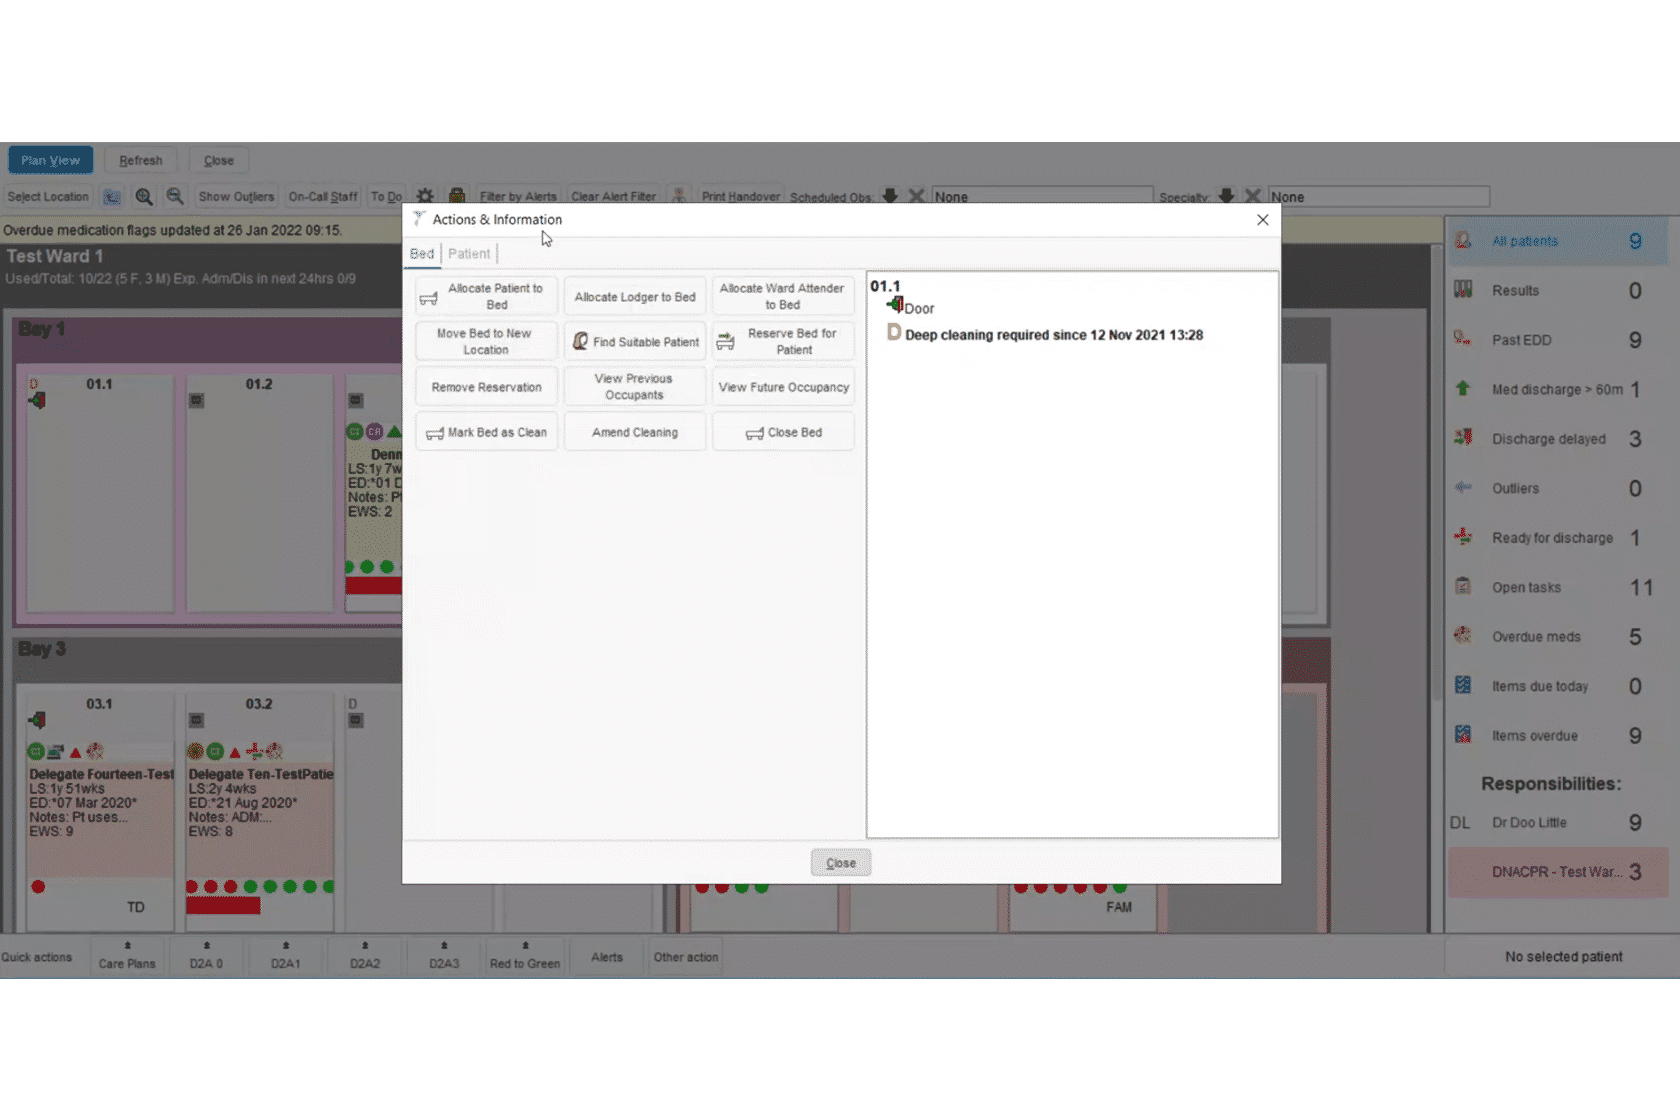 Plan View Refresh Close
Select Location Show Outliers On-Call Staff To Do Filter by Alerts Clear Alert Filter Print Handover Scheduled Obs: None Specialty: None
Overdue medication flags updated at 26 Jan 2022 09:15.
Test Ward 1
Used/Total: 10/22 (5 F, 3 M) Exp. Adm/Dis in next 24hrs 0/9
Bay 1
D 01.1
01.2
CI CA
Denn
LS:1y 7w
ED:*01 D
Notes: Pt
EWS: 2
Bay 3
03.1
CI
Delegate Fourteen-Test
LS:1y 51wks
ED:*07 Mar 2020*
Notes: Pt uses...
EWS: 9
TD
03.2
CI
Delegate Ten-TestPatie
LS:2y 4wks
ED:*21 Aug 2020*
Notes: ADM:...
EWS: 8
D
FAM
Actions & Information
Bed Patient
Allocate Patient to
Bed
Allocate Lodger to Bed
Allocate Ward Attender
to Bed
Move Bed to New
Location
Find Suitable Patient
Reserve Bed for
Patient
Remove Reservation
View Previous
Occupants
View Future Occupancy
Mark Bed as Clean
Amend Cleaning
Close Bed
01.1
Door
D Deep cleaning required since 12 Nov 2021 13:28
Close
All patients 9
Results 0
Past EDD 9
Med discharge > 60m 1
Discharge delayed 3
Outliers 0
Ready for discharge 1
Open tasks 11
Overdue meds 5
Items due today 0
Items overdue 9
Responsibilities:
DL Dr Doo Little 9
DNACPR - Test War... 3
Quick actions Care Plans D2A 0 D2A1 D2A2 D2A3 Red to Green Alerts Other action
No selected patient